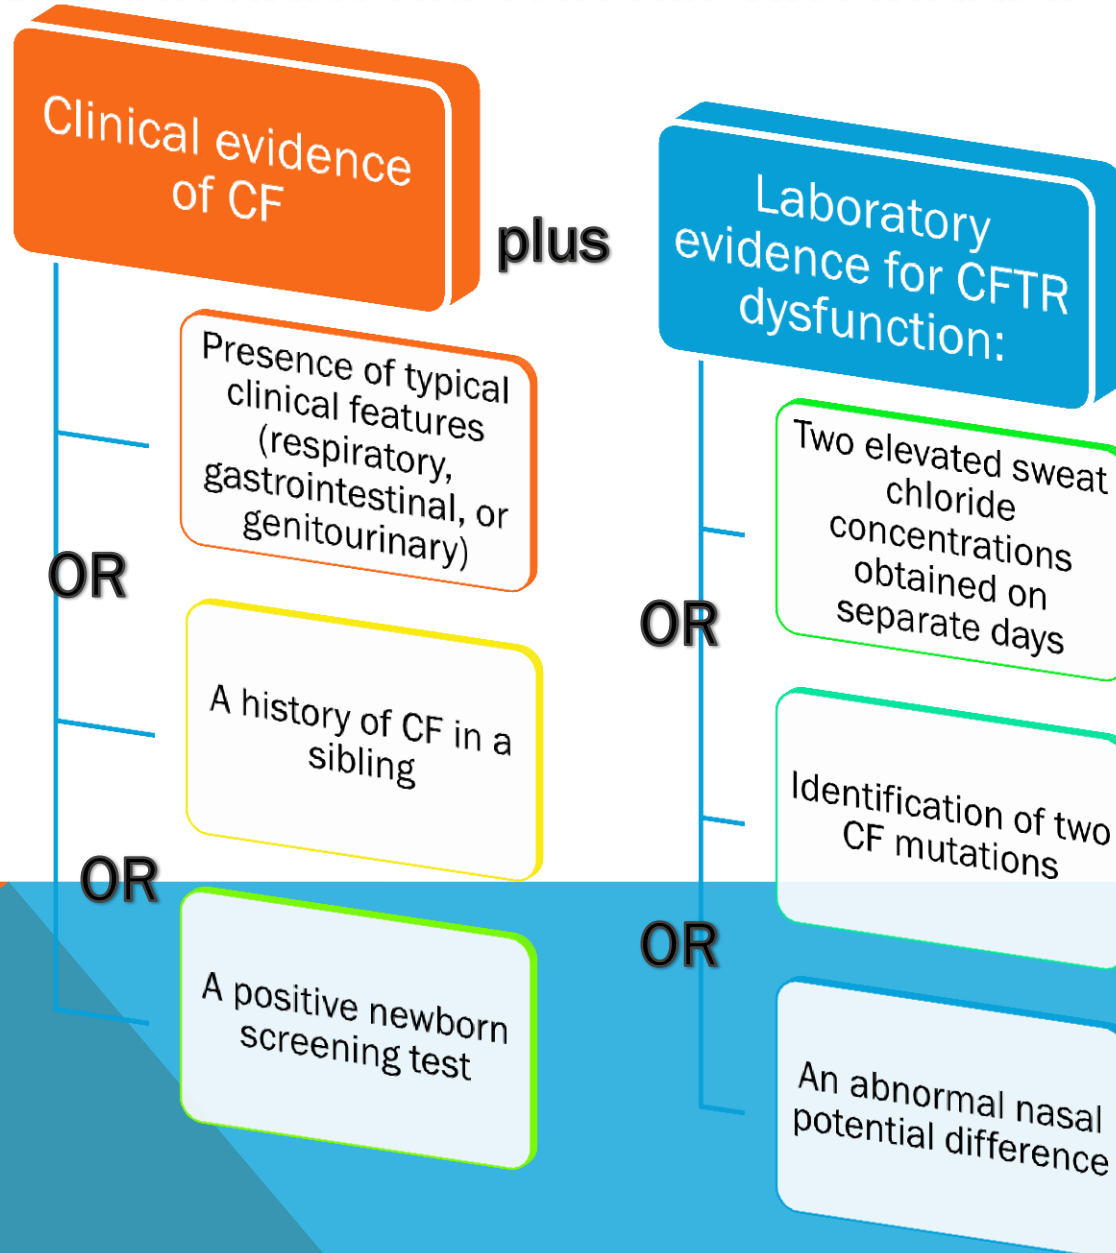 Clinical evidence
of CF
Presence of typical
clinical features
(respiratory,
gastrointestinal, or
genitourinary)
OR
A history of CF in a
sibling
OR
A positive newborn
screening test
plus
Laboratory
evidence for CFTR
dysfunction:
Two elevated sweat
chloride
concentrations
obtained on
separate days
OR
Identification of two
CF mutations
OR
An abnormal nasal
potential difference